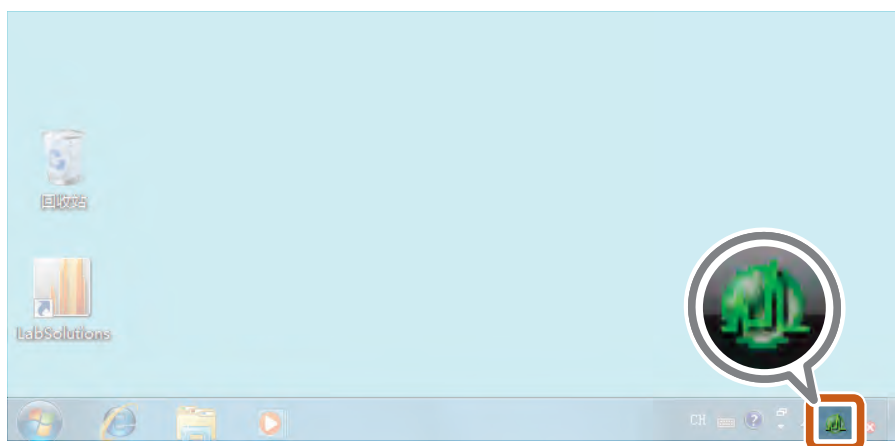 回收站
LabSolutions
CH